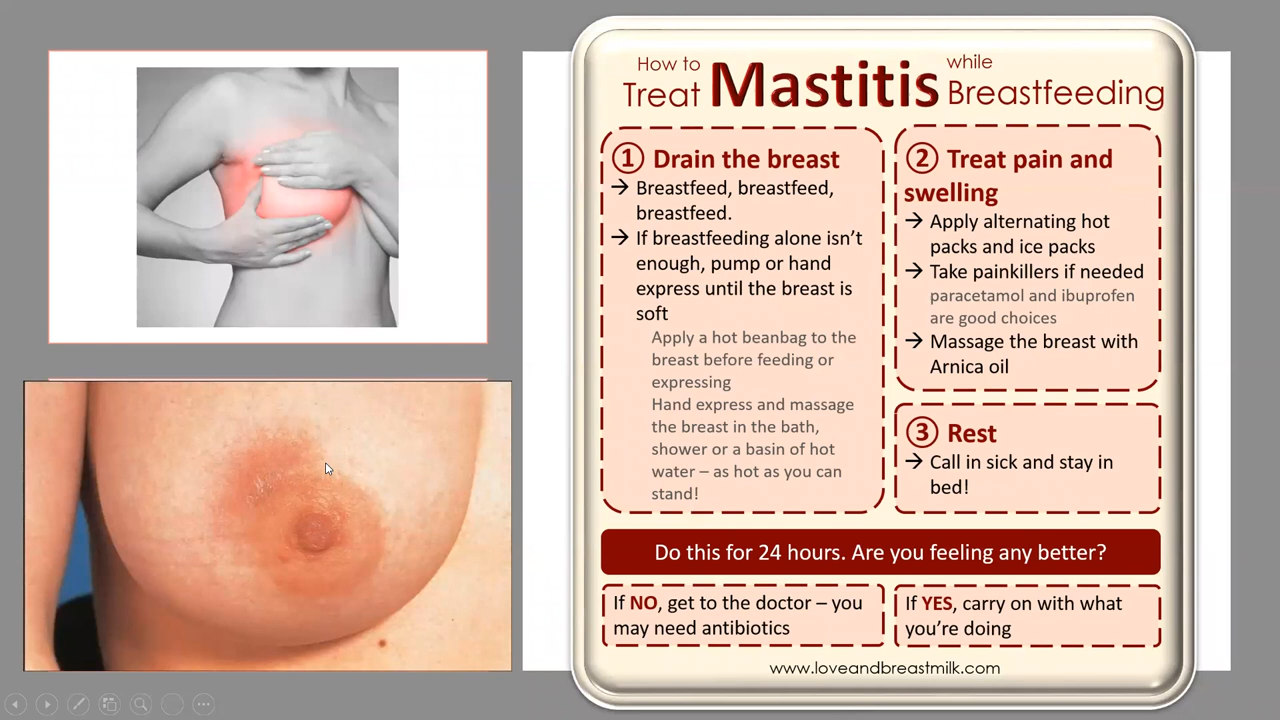 How to
Treat Mastitis while
Breastfeeding
① Drain the breast
→ Breastfeed, breastfeed,
breastfeed.
→ If breastfeeding alone isn’t
enough, pump or hand
express until the breast is
soft
Apply a hot beanbag to the
breast before feeding or
expressing
Hand express and massage
the breast in the bath,
shower or a basin of hot
water – as hot as you can
stand!
② Treat pain and
swelling
→ Apply alternating hot
packs and ice packs
→ Take painkillers if needed
paracetamol and ibuprofen
are good choices
→ Massage the breast with
Arnica oil
③ Rest
→ Call in sick and stay in
bed!
Do this for 24 hours. Are you feeling any better?
If NO, get to the doctor – you
may need antibiotics
If YES, carry on with what
you’re doing
www.loveandbreastmilk.com